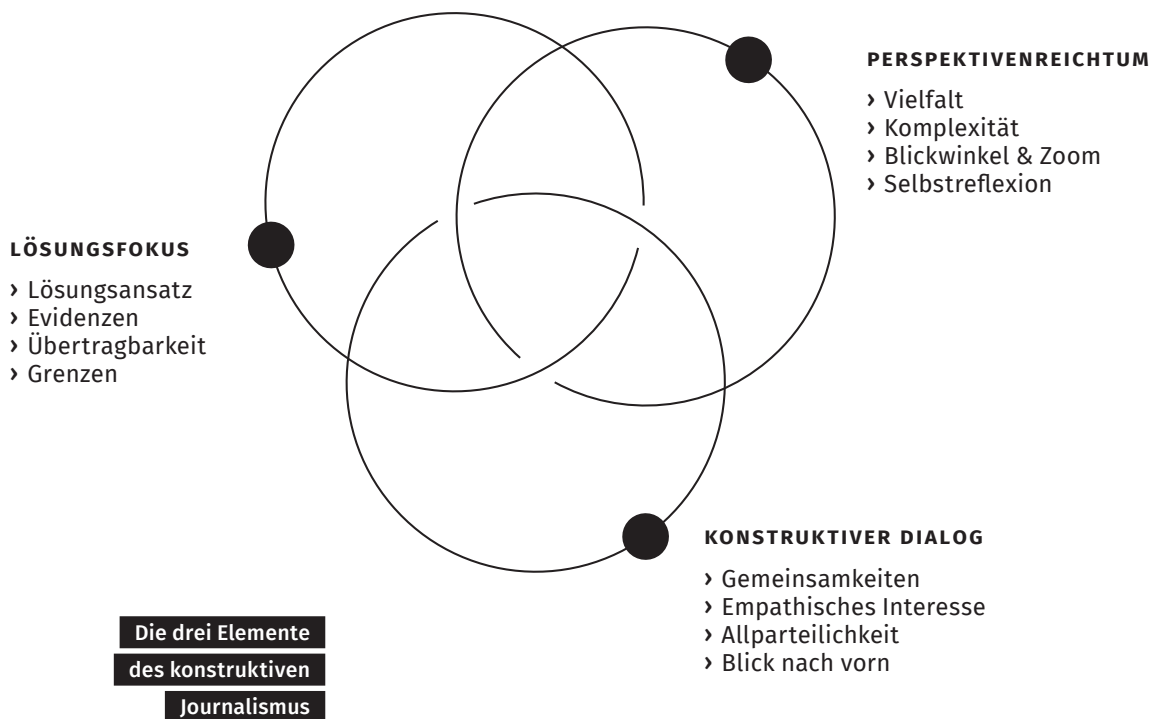 PERSPEKTIVENREICHTUM
› Vielfalt
› Komplexität
› Blickwinkel & Zoom
› Selbstreflexion
LÖSUNGSFOKUS
› Lösungsansatz
› Evidenzen
› Übertragbarkeit
› Grenzen
KONSTRUKTIVER DIALOG
› Gemeinsamkeiten
› Empathisches Interesse
› Allparteilichkeit
› Blick nach vorn
Die drei Elemente
des konstruktiven
Journalismus